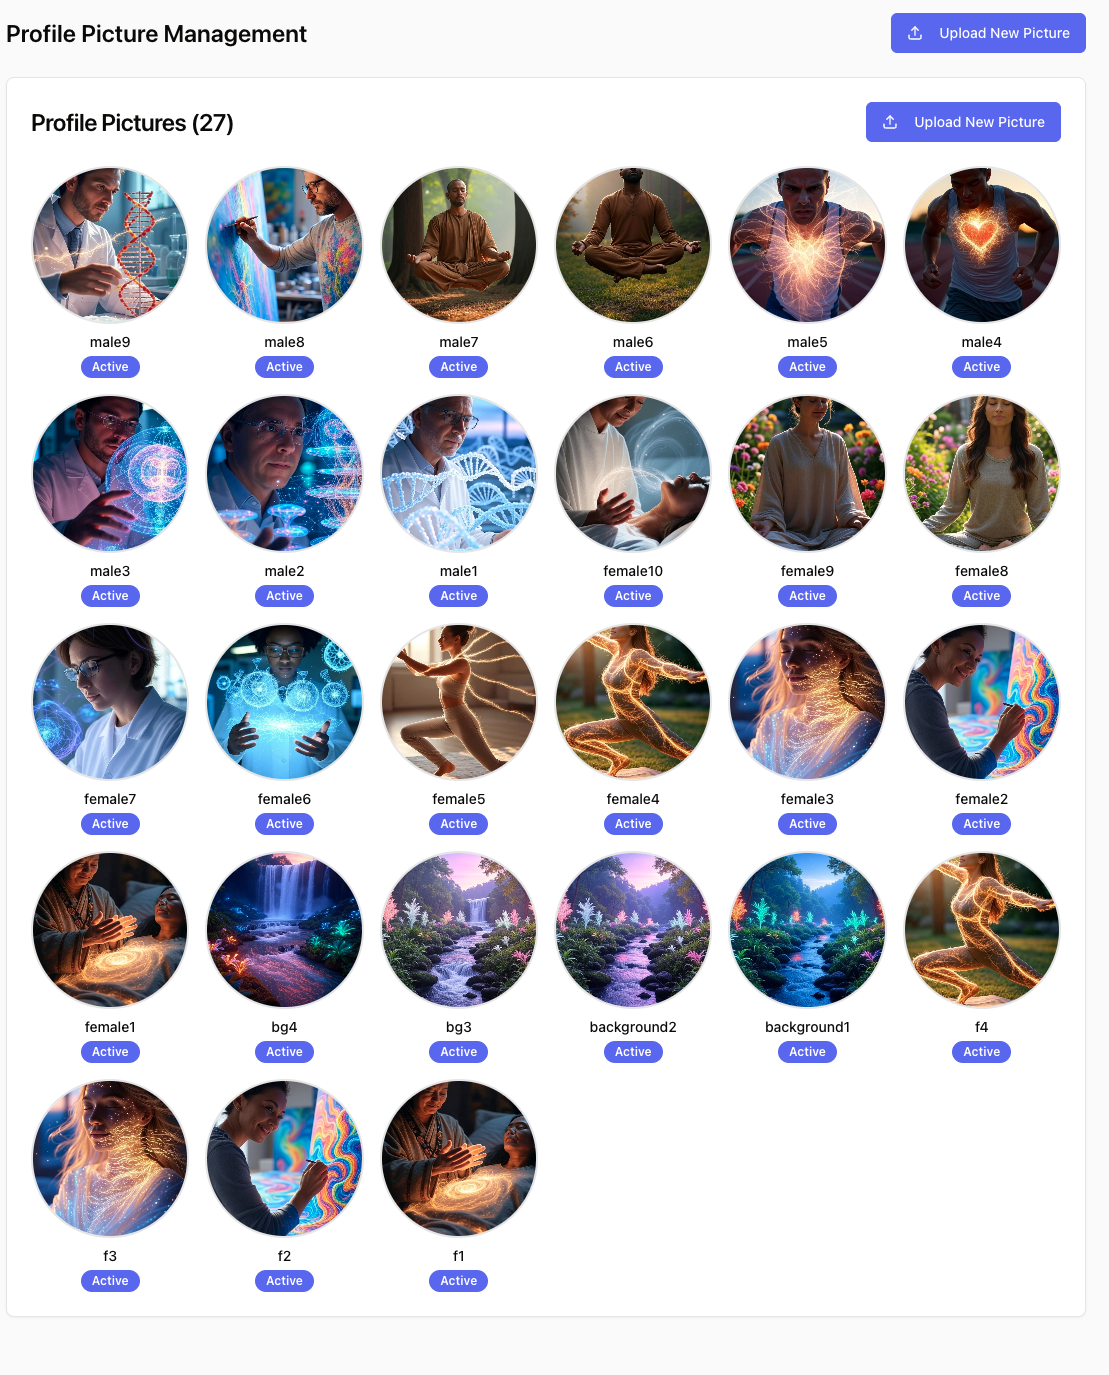 Profile Picture Management
Upload New Picture
Profile Pictures (27)
Upload New Picture
male9
Active
male8
Active
male7
Active
male6
Active
male5
Active
male4
Active
male3
Active
male2
Active
male1
Active
female10
Active
female9
Active
female8
Active
female7
Active
female6
Active
female5
Active
female4
Active
female3
Active
female2
Active
female1
Active
bg4
Active
bg3
Active
background2
Active
background1
Active
f4
Active
f3
Active
f2
Active
f1
Active